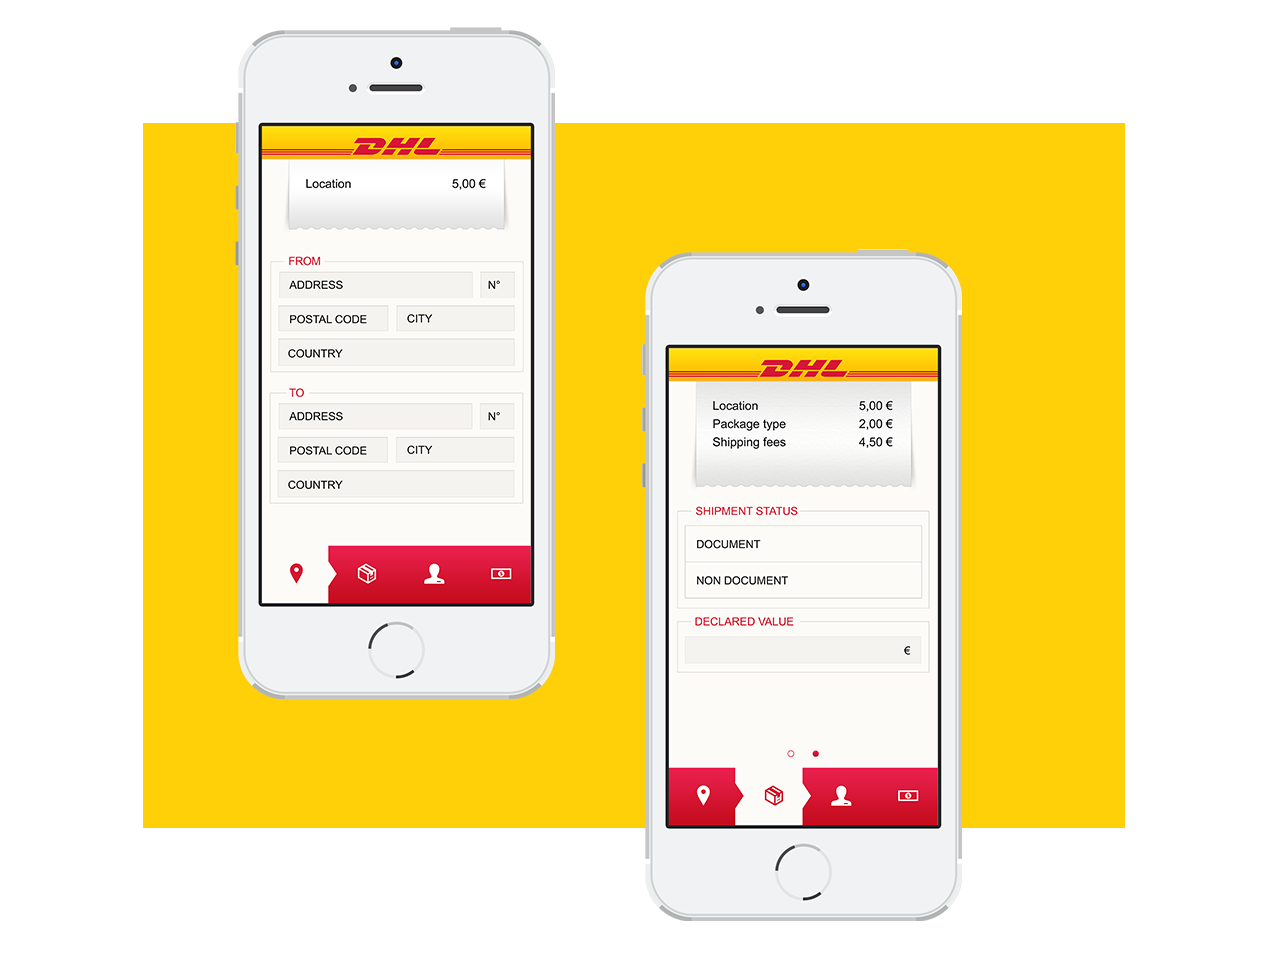 DHL
Location 5,00 €
FROM
ADDRESS N°
POSTAL CODE CITY
COUNTRY
TO
ADDRESS N°
POSTAL CODE CITY
COUNTRY
DHL
Location 5,00 €
Package type 2,00 €
Shipping fees 4,50 €
SHIPMENT STATUS
DOCUMENT
NON DOCUMENT
DECLARED VALUE
€